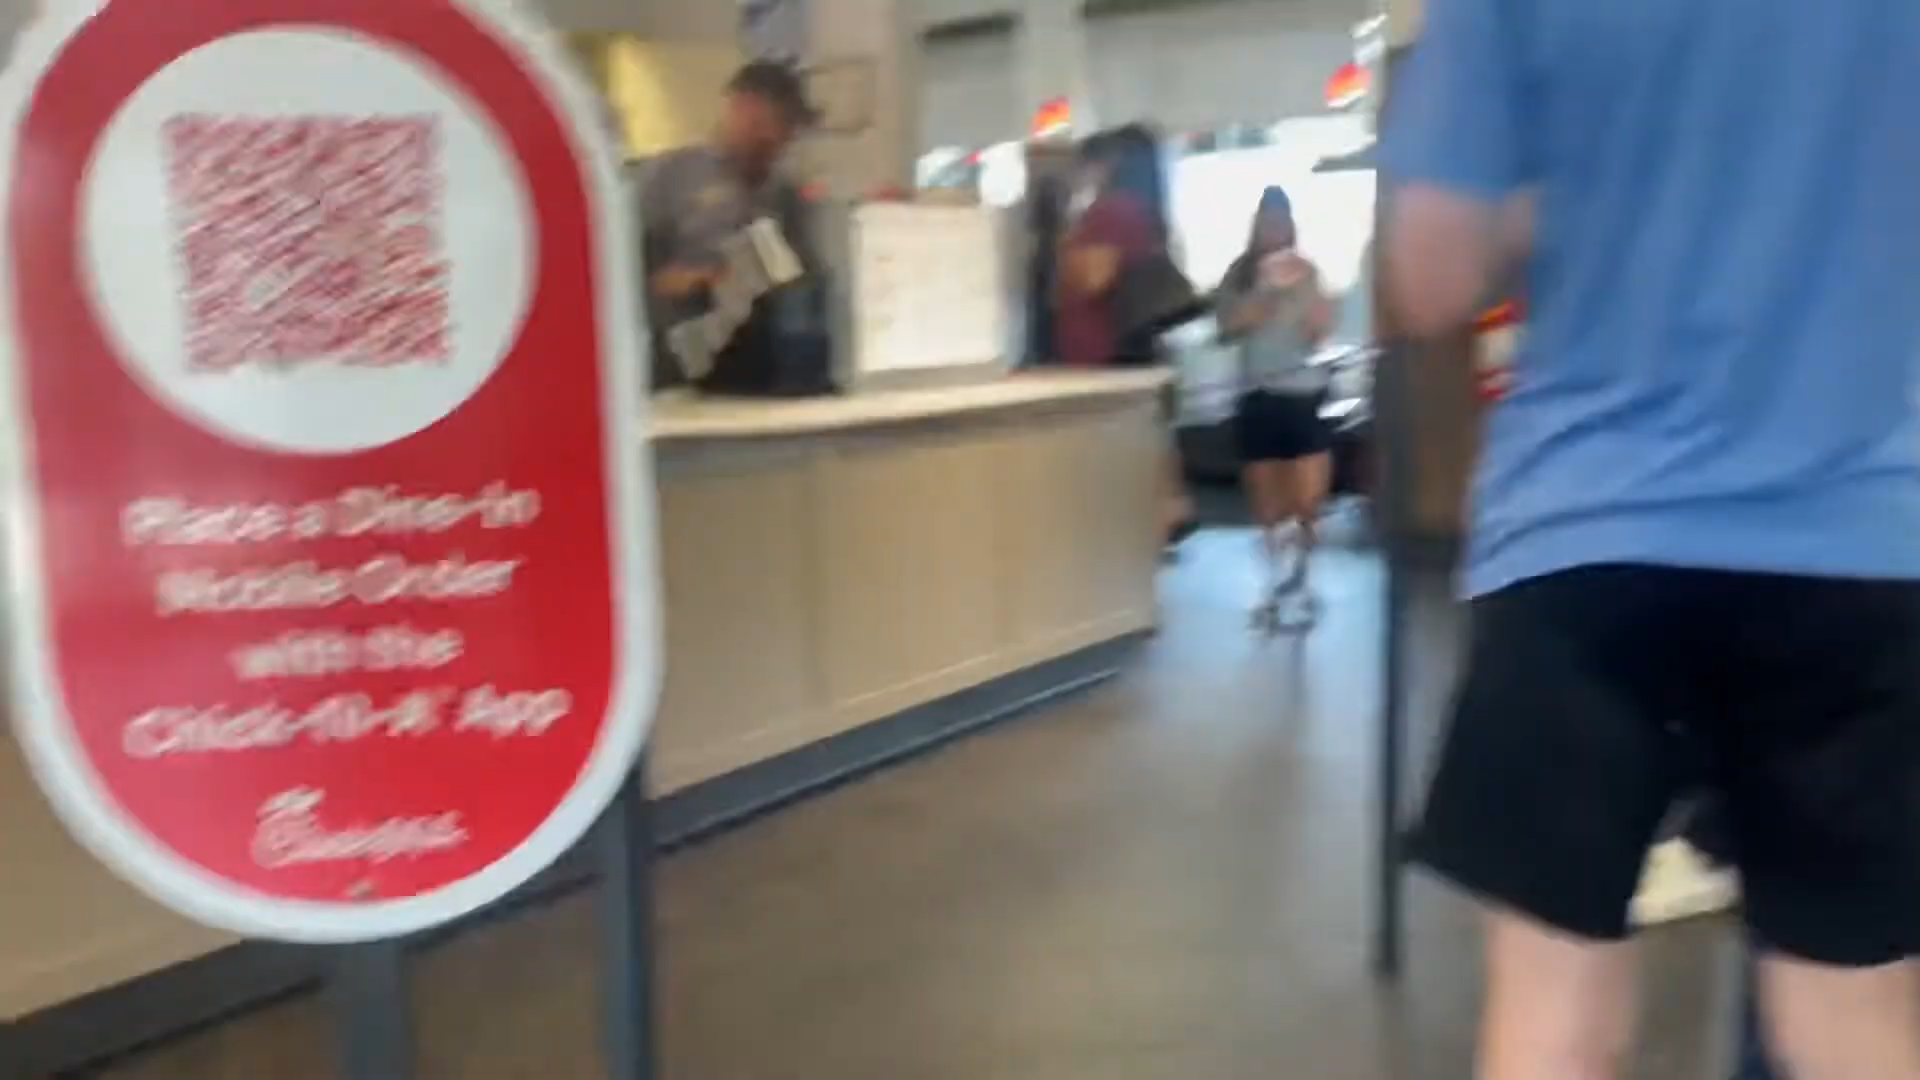 Place a Dine-in
Mobile Order
with the
Chick-fil-A® App